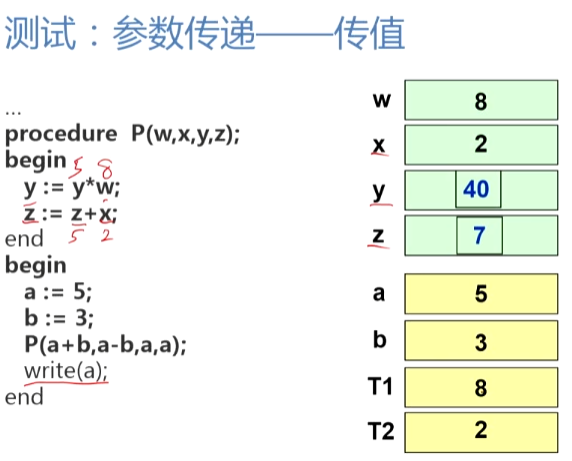 测试：参数传递——传值
...
procedure P(w,x,y,z);
begin
5 8
y := y*w;
z := z+x;
5 2
end
begin
a := 5;
b := 3;
P(a+b,a-b,a,a);
write(a);
end
w 8
x 2
y 40
z 7
a 5
b 3
T1 8
T2 2